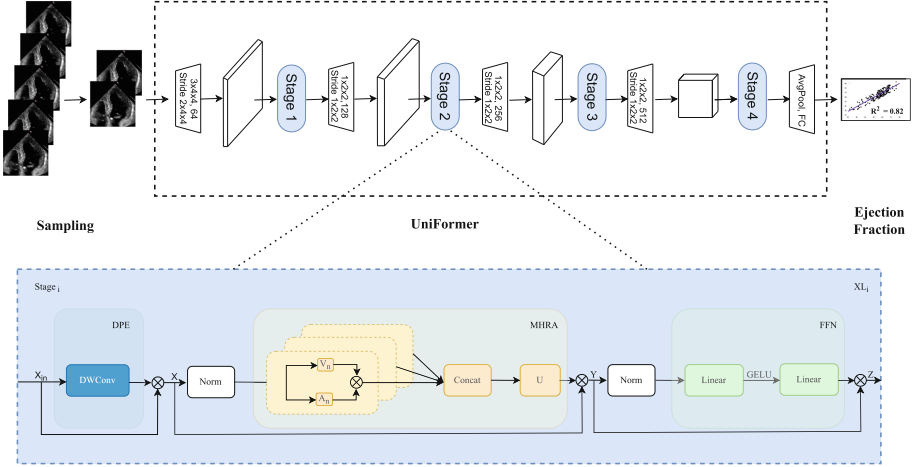 3x4x4, 64
Stride 2x4x4
Stage 1
1x2x2,128
Stride 1x2x2
Stage 2
1x2x2, 256
Stride 1x2x2
Stage 3
1x2x2, 512
Stride 1x2x2
Stage 4
AvgPool, FC
R² = 0.82
Sampling
UniFormer
Ejection
Fraction
Stage i
XL i
DPE
MHRA
FFN
X in
DWConv
X
Norm
V n
A n
Concat
U
Y
Norm
Linear
GELU
Linear
Z